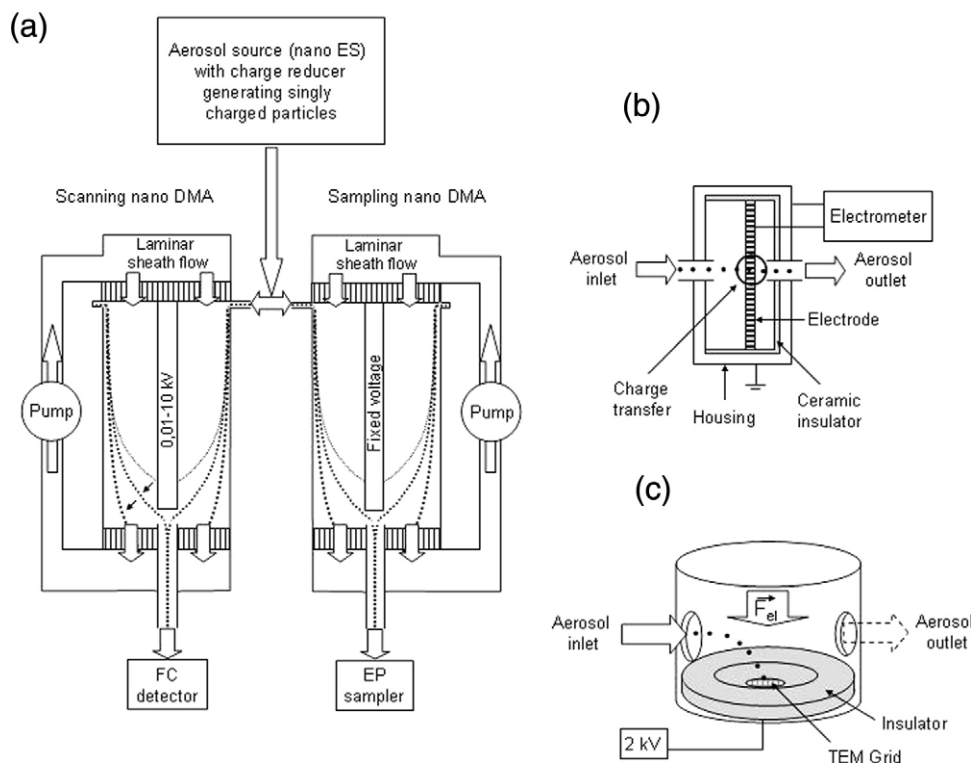 (a)
Aerosol source (nano ES)
with charge reducer
generating singly
charged particles
Scanning nano DMA
Sampling nano DMA
Laminar
sheath flow
Laminar
sheath flow
Pump
0,01-10 kV
Fixed voltage
Pump
FC
detector
EP
sampler
(b)
Electrometer
Aerosol
inlet
Aerosol
outlet
Electrode
Charge
transfer
Housing
Ceramic
insulator
(c)
Fel
Aerosol
inlet
Aerosol
outlet
Insulator
2 kV
TEM Grid